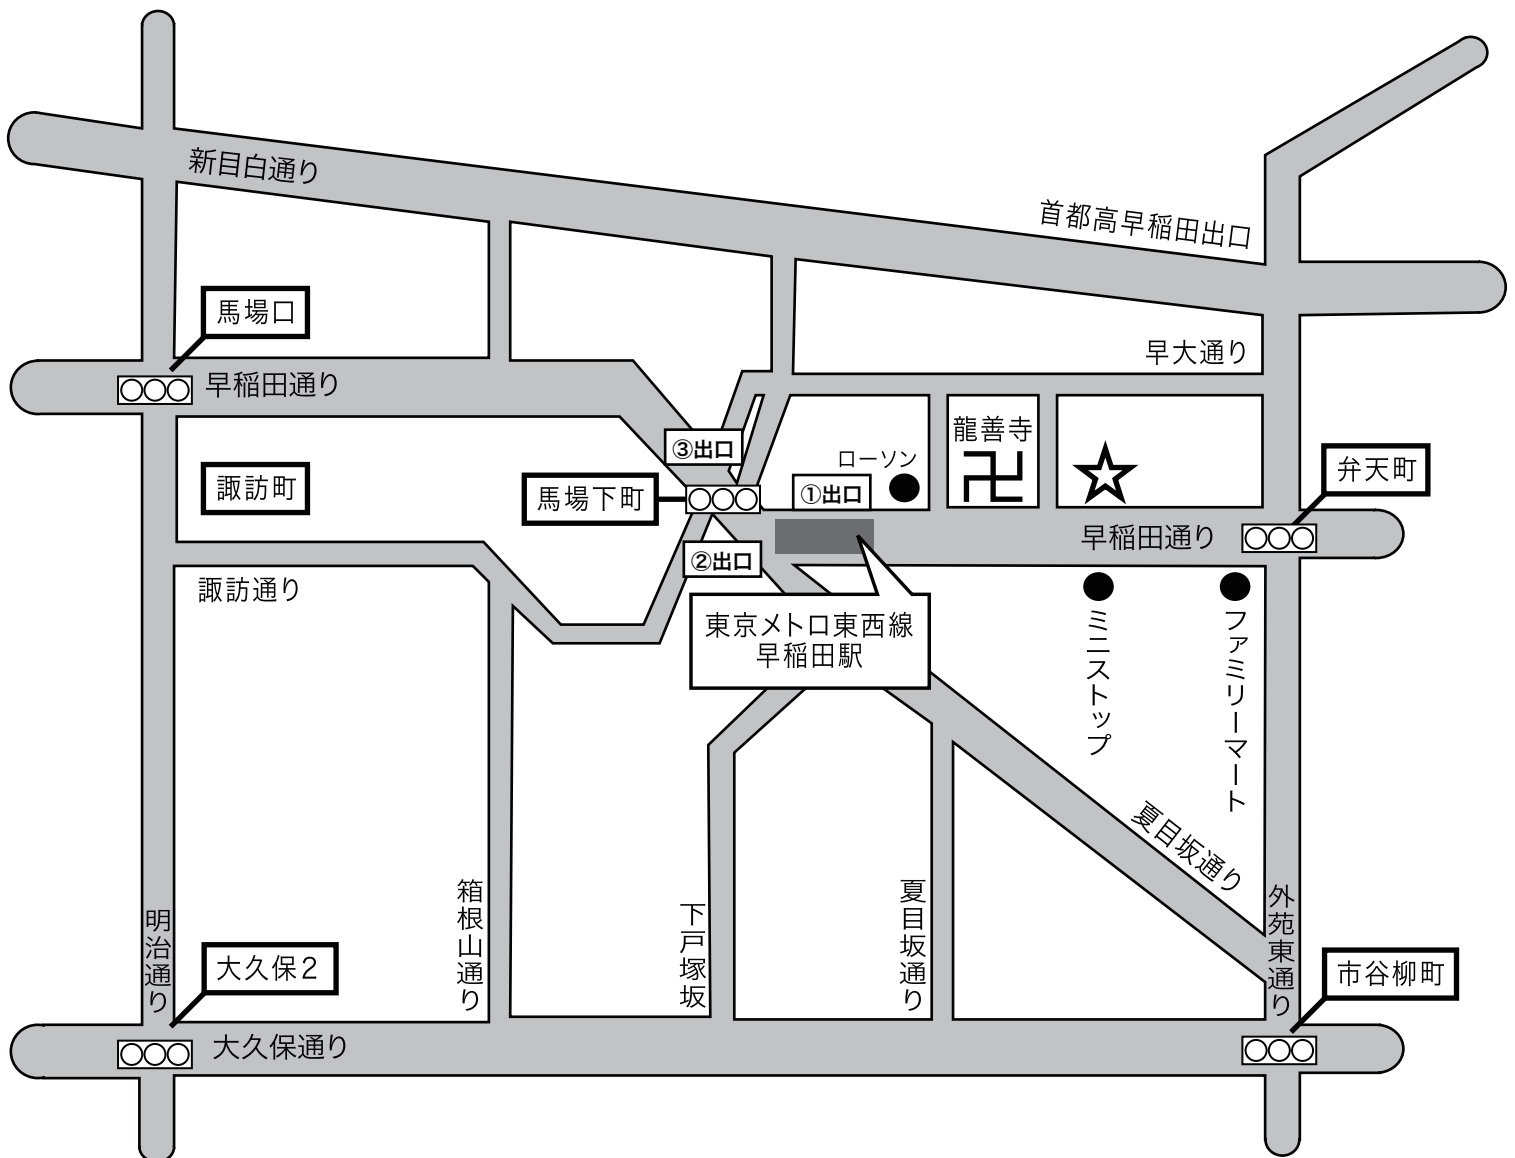 新目白通り
首都高早稲田出口
馬場口
早大通り
早稲田通り
龍善寺
卍
③出口
ローソン
弁天町
諏訪町
馬場下町
①出口
早稲田通り
②出口
諏訪通り
東京メトロ東西線
早稲田駅
ミニストップ
ファミリーマート
夏目坂通り
明治通り
箱根山通り
下戸塚坂
夏目坂通り
外苑東通り
大久保2
市谷柳町
大久保通り